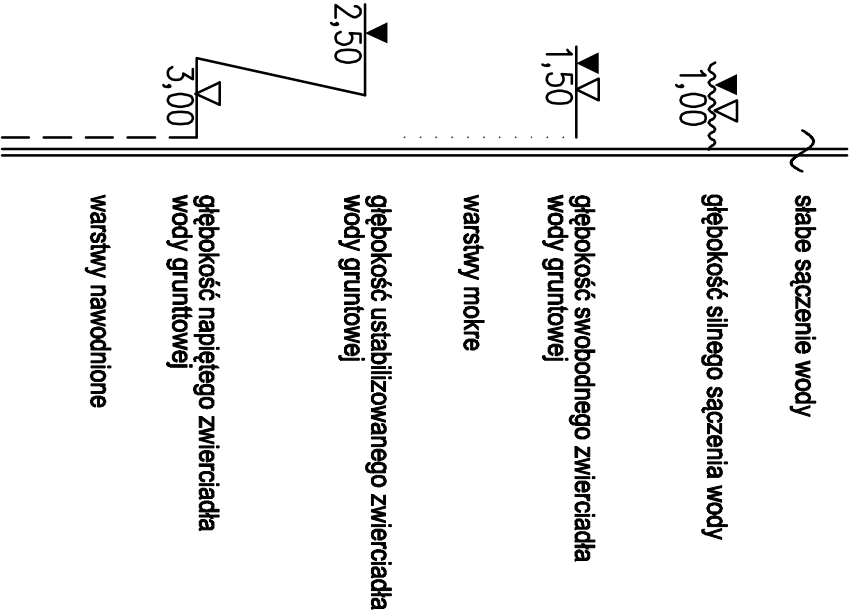 słabe sączenie wody
1,00
głębokość silnego sączenia wody
1,50
głębokość swobodnego zwierciadła
wody gruntowej
warstwy mokre
2,50
głębokość ustabilizowanego zwierciadła
wody gruntowej
3,00
głębokość napiętego zwierciadła
wody grunttowej
warstwy nawodnione